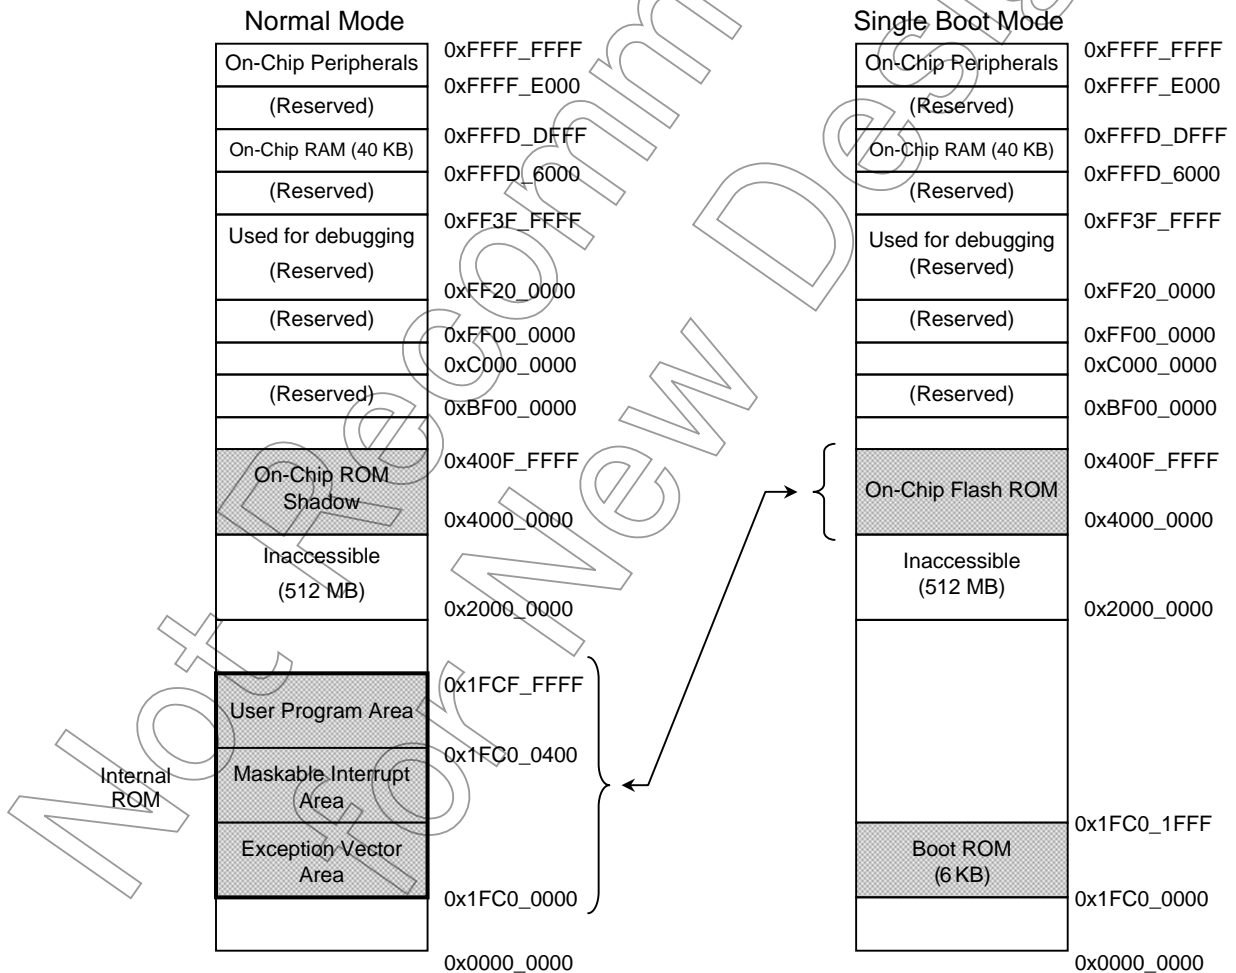 Normal Mode
0xFFFF_FFFF
On-Chip Peripherals
0xFFFF_E000
(Reserved)
0xFFFD_DFFF
On-Chip RAM (40 KB)
0xFFFD_6000
(Reserved)
0xFF3F_FFFF
Used for debugging
(Reserved)
0xFF20_0000
(Reserved)
0xFF00_0000
0xC000_0000
(Reserved)
0xBF00_0000
0x400F_FFFF
On-Chip ROM
Shadow
0x4000_0000
Inaccessible
(512 MB)
0x2000_0000
0x1FCF_FFFF
User Program Area
0x1FC0_0400
Internal
ROM
Maskable Interrupt
Area
Exception Vector
Area
0x1FC0_0000
0x0000_0000
Single Boot Mode
0xFFFF_FFFF
On-Chip Peripherals
0xFFFF_E000
(Reserved)
0xFFFD_DFFF
On-Chip RAM (40 KB)
0xFFFD_6000
(Reserved)
0xFF3F_FFFF
Used for debugging
(Reserved)
0xFF20_0000
(Reserved)
0xFF00_0000
0xC000_0000
(Reserved)
0xBF00_0000
0x400F_FFFF
On-Chip Flash ROM
0x4000_0000
Inaccessible
(512 MB)
0x2000_0000
0x1FC0_1FFF
Boot ROM
(6 KB)
0x1FC0_0000
0x0000_0000
Not Recomm
for New Desi